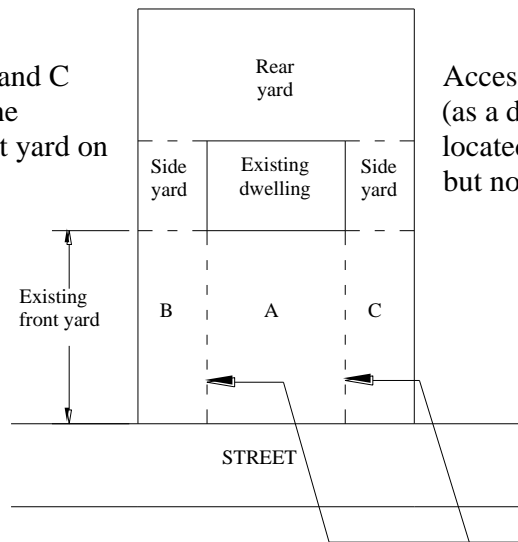 and C
ne
t yard on
Rear
yard
Acces
(as a d
located
but no
Side
yard
Existing
dwelling
Side
yard
Existing
front yard
B
A
C
STREET